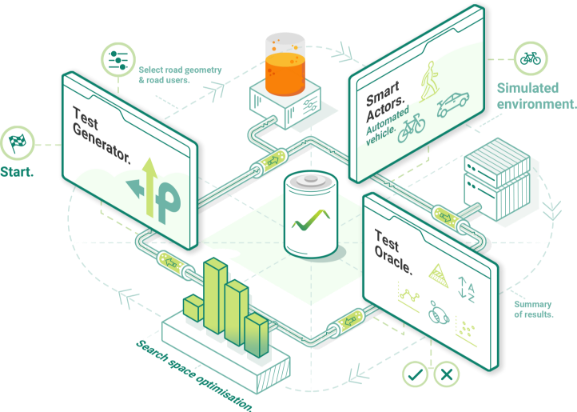 Select road geometry
& road users.
Test
Generator.
Start.
Smart
Actors.
Automated
vehicle.
Simulated
environment.
Test
Oracle.
A
Z
Summary
of results.
Search space optimisation.